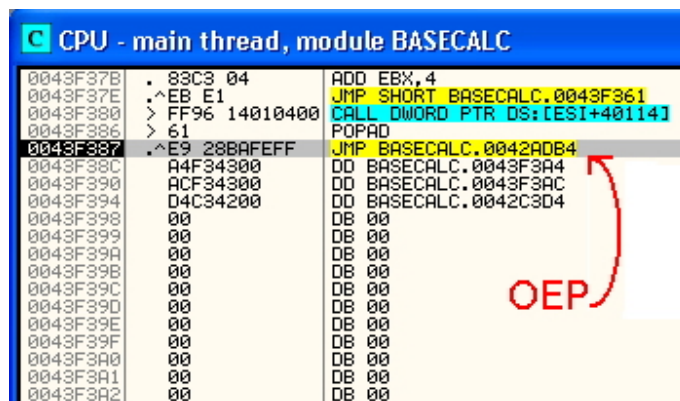 C CPU - main thread, module BASECALC
0043F37B . 83C3 04 ADD EBX,4
0043F37E .^EB E1 JMP SHORT BASECALC.0043F361
0043F380 > FF96 14010400 CALL DWORD PTR DS:[ESI+40114]
0043F386 > 61 POPAD
0043F387 .^E9 28BAFEFF JMP BASECALC.0042ADB4
0043F38C A4F34300 DD BASECALC.0043F3A4
0043F390 ACF34300 DD BASECALC.0043F3AC
0043F394 D4C34200 DD BASECALC.0042C3D4
0043F398 00 DB 00
0043F399 00 DB 00
0043F39A 00 DB 00
0043F39B 00 DB 00
0043F39C 00 DB 00
0043F39D 00 DB 00
0043F39E 00 DB 00
0043F39F 00 DB 00
0043F3A0 00 DB 00
0043F3A1 00 DB 00
0043F3A2 00 DB 00
OEP